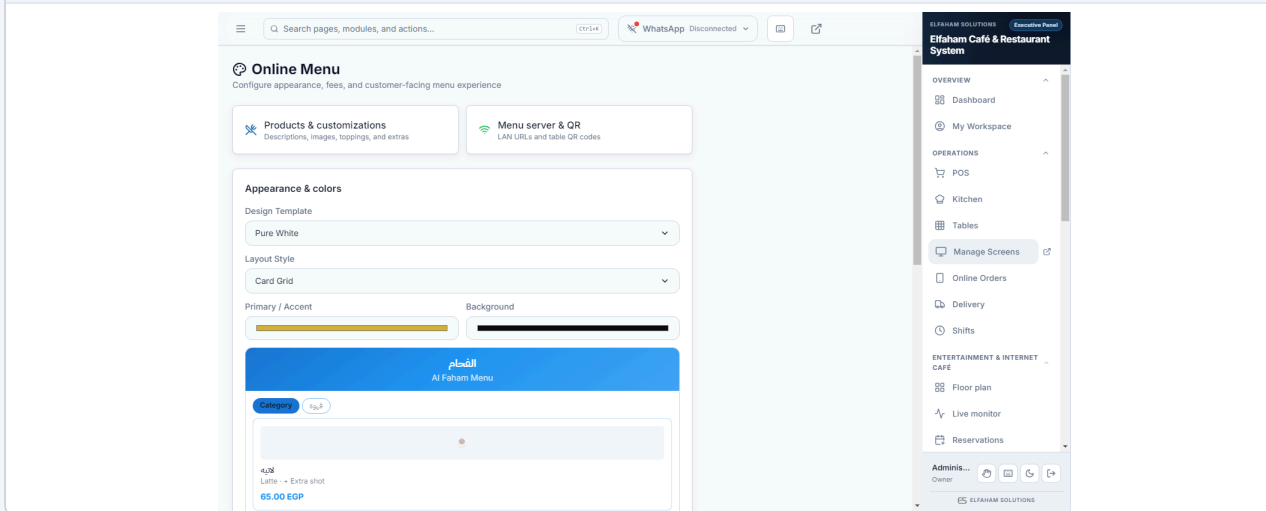 Search pages, modules, and actions...
Ctrl+K
WhatsApp Disconnected
Online Menu
Configure appearance, fees, and customer-facing menu experience
Products & customizations
Descriptions, images, toppings, and extras
Menu server & QR
LAN URLs and table QR codes
Appearance & colors
Design Template
Pure White
Layout Style
Card Grid
Primary / Accent
Background
الفحام
Al Faham Menu
Category
قهوة
لاتيه
Latte · + Extra shot
65.00 EGP
ELFAHAM SOLUTIONS
Executive Panel
Elfaham Café & Restaurant
System
OVERVIEW
Dashboard
My Workspace
OPERATIONS
POS
Kitchen
Tables
Manage Screens
Online Orders
Delivery
Shifts
ENTERTAINMENT & INTERNET
CAFÉ
Floor plan
Live monitor
Reservations
Adminis...
Owner
ES ELFAHAM SOLUTIONS